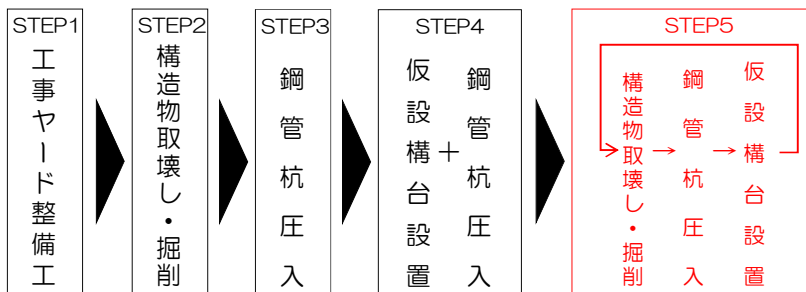 STEP1
工事ヤード整備工
STEP2
構造物取壊し・掘削
STEP3
鋼管杭圧入
STEP4
仮設構台設置
＋
鋼管杭圧入
STEP5
構造物取壊し・掘削
→
鋼管杭圧入
→
仮設構台設置